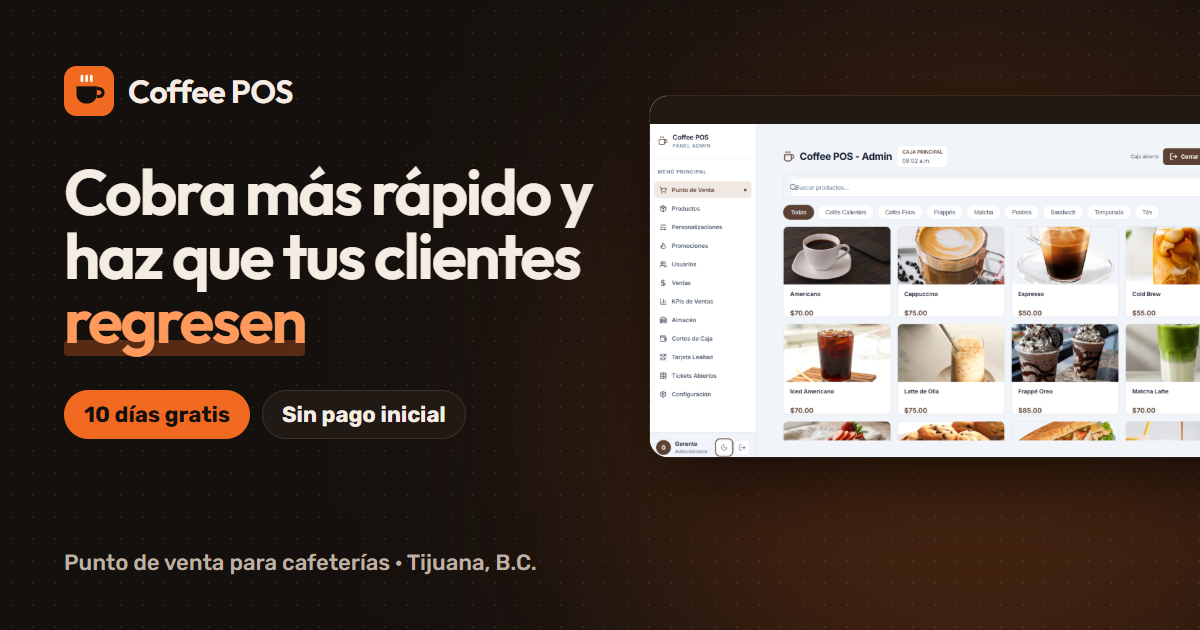 Coffee POS
Cobra más rápido y
haz que tus clientes
regresen
10 días gratis
Sin pago inicial
Punto de venta para cafeterías • Tijuana, B.C.
Coffee POS
PANEL ADMIN
MENÚ PRINCIPAL
Punto de Venta
Productos
Personalizaciones
Promociones
Usuarios
Ventas
KPIs de Ventas
Almacén
Cortes de Caja
Tarjeta Lealtad
Tickets Abiertos
Configuración
G
Gerente
Administrador
Coffee POS - Admin
CAJA PRINCIPAL
09:02 a.m.
Caja abierta
Cerrar
Buscar productos...
Todos
Cafés Calientes
Cafés Fríos
Frappés
Matcha
Postres
Sandwich
Temporada
Tés
Americano
$70.00
Cappuccino
$75.00
Espresso
$50.00
Cold Brew
$55.00
Iced Americano
$70.00
Latte de Olla
$75.00
Frappé Oreo
$85.00
Matcha Latte
$70.00